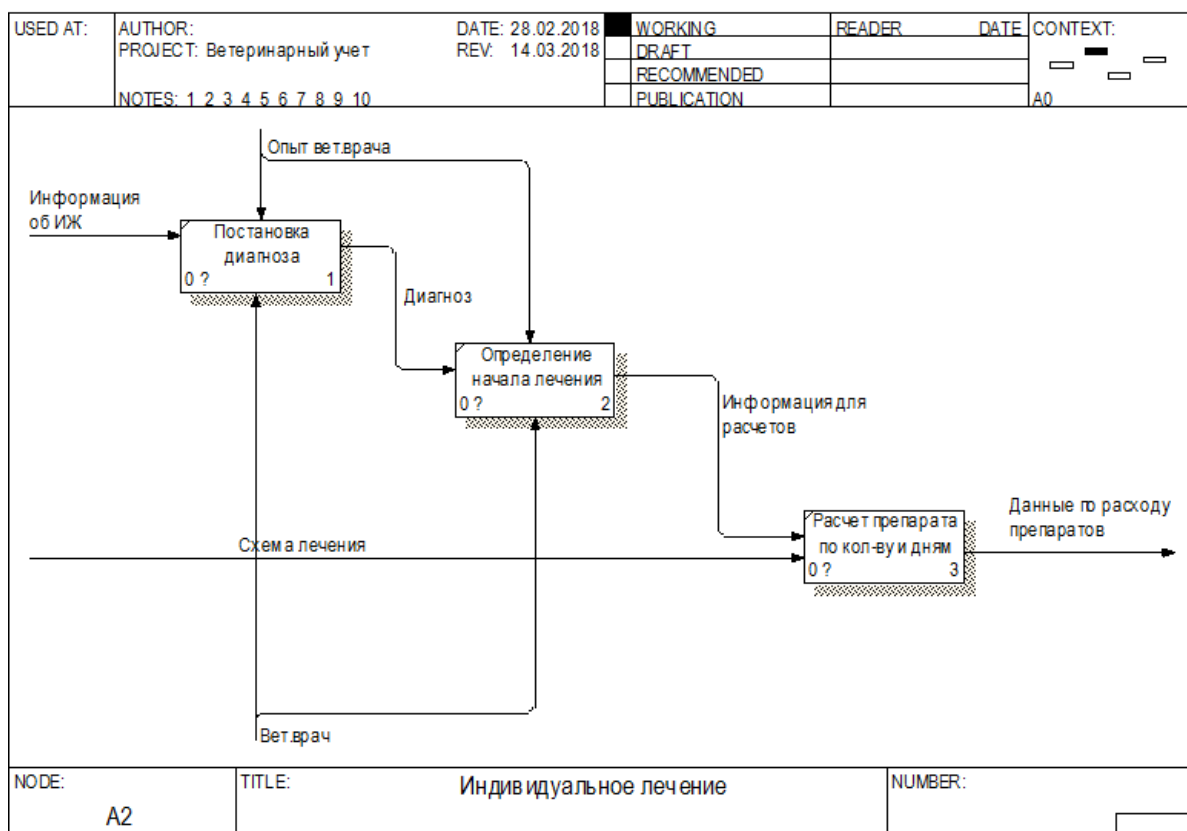 USED AT:
AUTHOR:
DATE: 28.02.2018
WORKING
READER
DATE
CONTEXT:
PROJECT: Ветеринарный учет
REV: 14.03.2018
DRAFT
RECOMMENDED
NOTES: 1 2 3 4 5 6 7 8 9 10
PUBLICATION
A0
Опыт вет.врача
Информация
об ИЖ
Постановка
диагноза
0 ?
1
Диагноз
Определение
начала лечения
0 ?
2
Информация для
расчетов
Данные по расходу
препаратов
Расчет препарата
по кол-ву и дням
0 ?
3
Схема лечения
Вет.врач
NODE:
TITLE:
Индивидуальное лечение
NUMBER:
A2